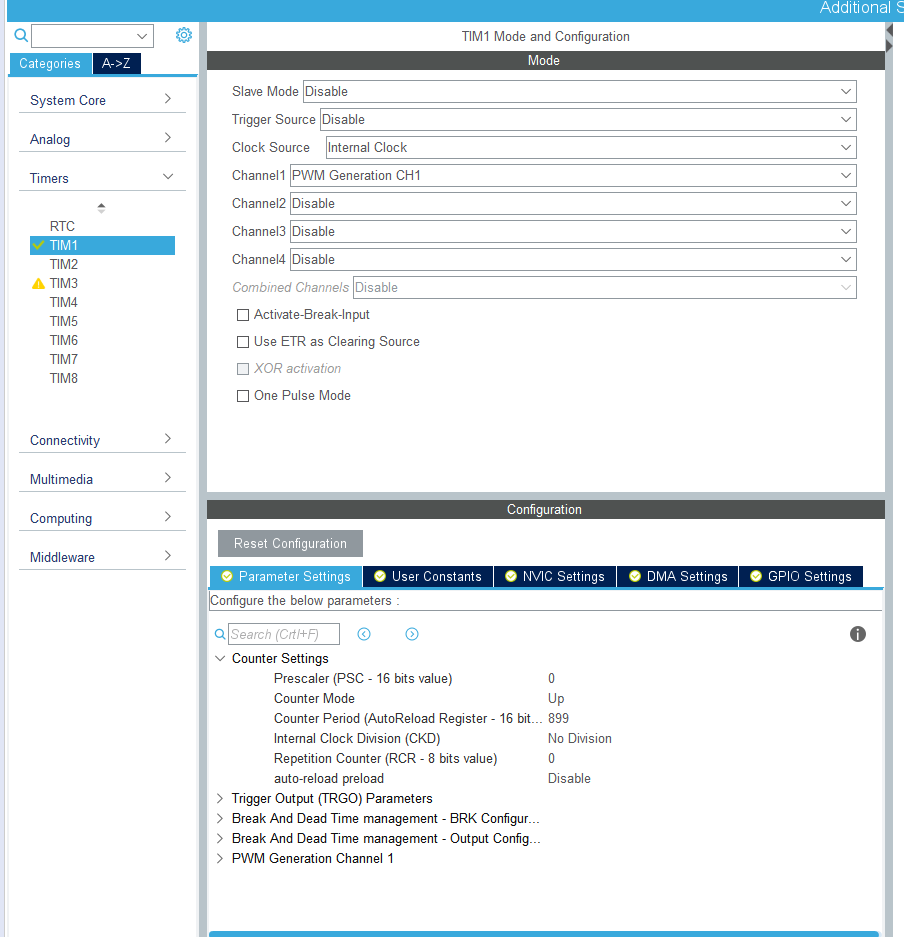 Additional S
Categories
A->Z
System Core
Analog
Timers
RTC
TIM1
TIM2
TIM3
TIM4
TIM5
TIM6
TIM7
TIM8
Connectivity
Multimedia
Computing
Middleware
TIM1 Mode and Configuration
Mode
Slave Mode Disable
Trigger Source Disable
Clock Source Internal Clock
Channel1 PWM Generation CH1
Channel2 Disable
Channel3 Disable
Channel4 Disable
Combined Channels Disable
Activate-Break-Input
Use ETR as Clearing Source
XOR activation
One Pulse Mode
Configuration
Reset Configuration
Parameter Settings
User Constants
NVIC Settings
DMA Settings
GPIO Settings
Configure the below parameters :
Search (Crtl+F)
Counter Settings
Prescaler (PSC - 16 bits value) 0
Counter Mode Up
Counter Period (AutoReload Register - 16 bit... 899
Internal Clock Division (CKD) No Division
Repetition Counter (RCR - 8 bits value) 0
auto-reload preload Disable
Trigger Output (TRGO) Parameters
Break And Dead Time management - BRK Configur...
Break And Dead Time management - Output Config...
PWM Generation Channel 1